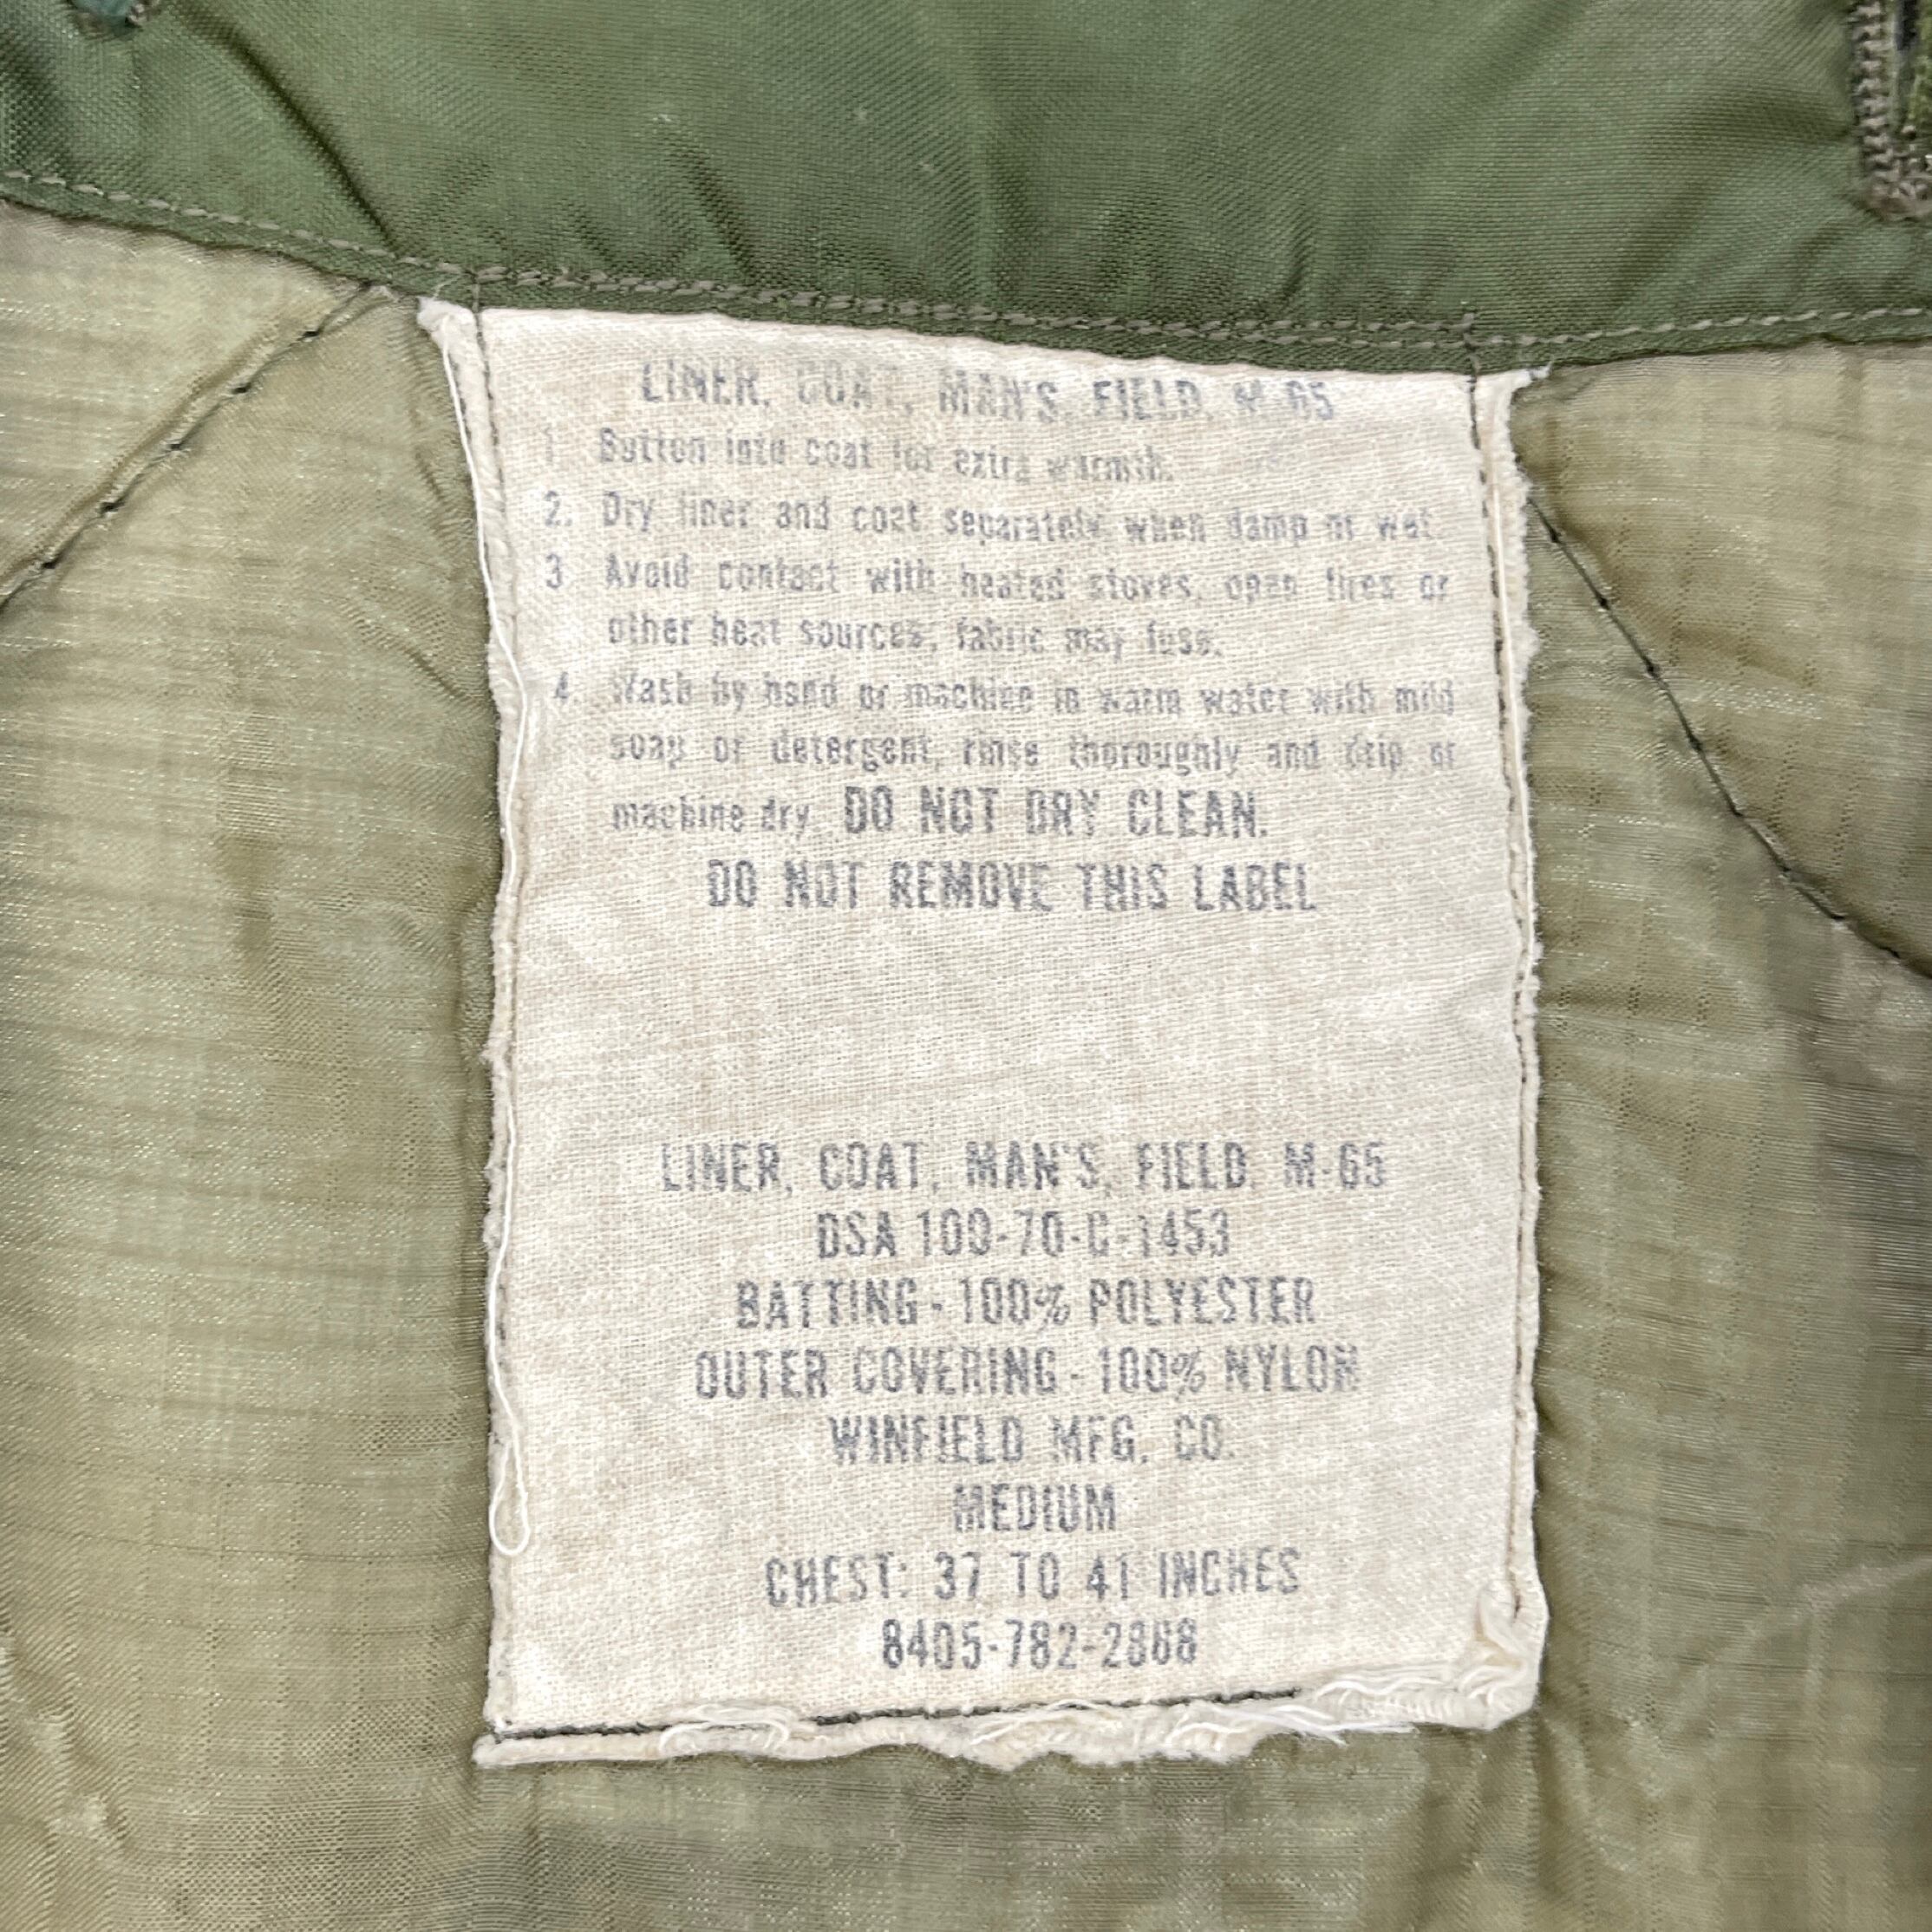 LINER, COAT, MAN'S, FIELD, M-65
1. Button into coat for extra warmth.
2. Dry liner and coat separately when damp or wet.
3 Avoid contact with heated stoves, open fires or
other heat sources; fabric may fuse.
4. Wash by hand or machine in warm water with mild
soap or detergent, rinse thoroughly and drip or
machine dry. DO NOT DRY CLEAN.
DO NOT REMOVE THIS LABEL
LINER, COAT, MAN'S, FIELD, M-65
DSA 100-70-C-1453
BATTING - 100% POLYESTER
OUTER COVERING - 100% NYLON
WINFIELD MFG. CO.
MEDIUM
CHEST: 37 TO 41 INCHES
8405-782-2888